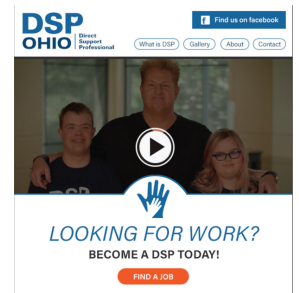 DSP
OHIO
Direct
Support
Professional
Find us on facebook
What is DSP
Gallery
About
Contact
DSP
LOOKING FOR WORK?
BECOME A DSP TODAY!
FIND A JOB